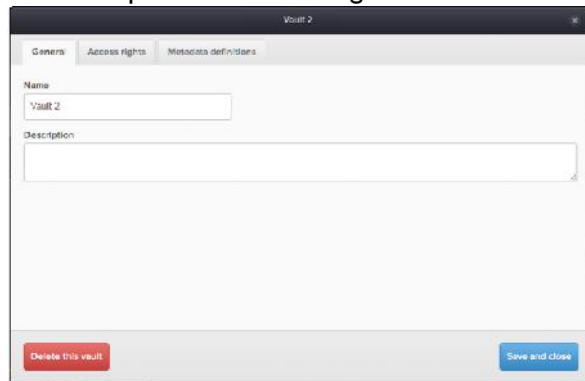 Vault 2
General Access rights Metadata definitions
Name
Vault 2
Description
Delete this vault Save and close